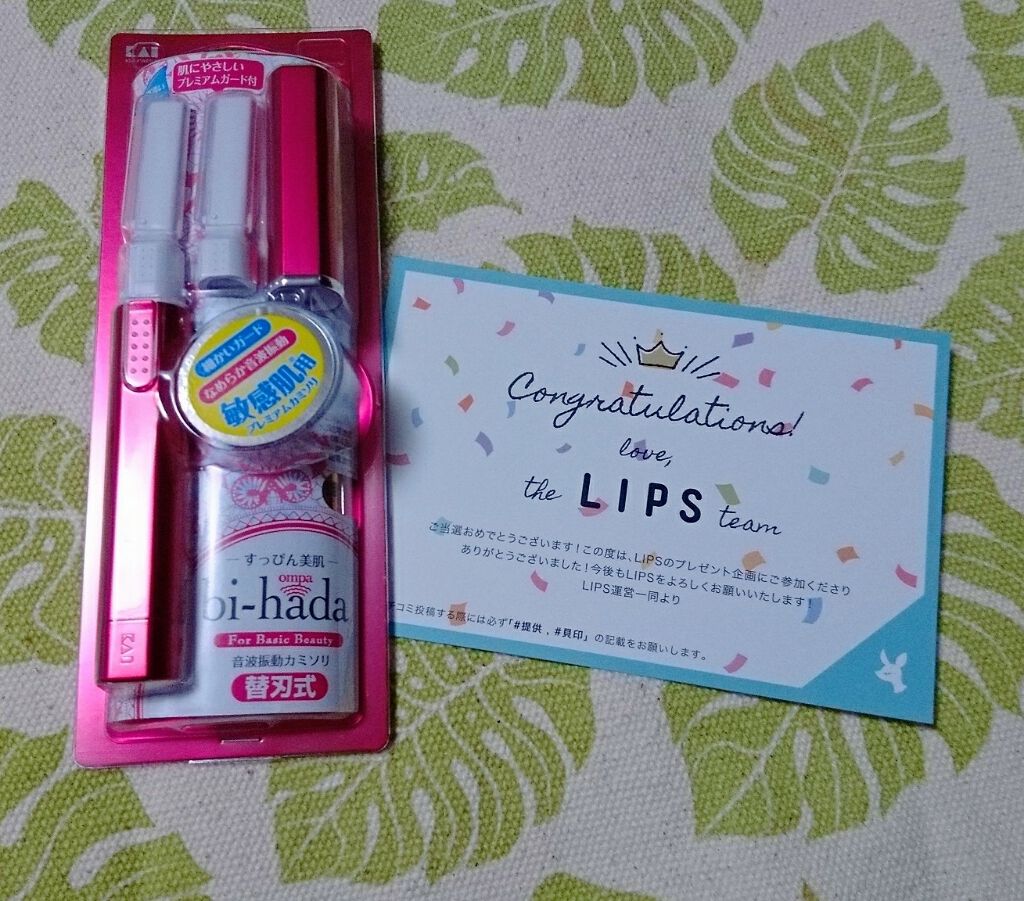 KAI
肌にやさしい
プレミアムガード付
細かいガード
なめらか音波振動
敏感肌用
プレミアムカミソリ
すっぴん美肌
ompa
bi-hada
For Basic Beauty
音波振動カミソリ
替刃式
KAI
Congratulations!
love,
the LIPS team
ご当選おめでとうございます!この度は、LIPSのプレゼント企画にご参加くださり
ありがとうございました!今後もLIPSをよろしくお願いいたします!
LIPS運営一同より
コミ投稿する際には必ず「#提供 , #貝印」の記載をお願いします。